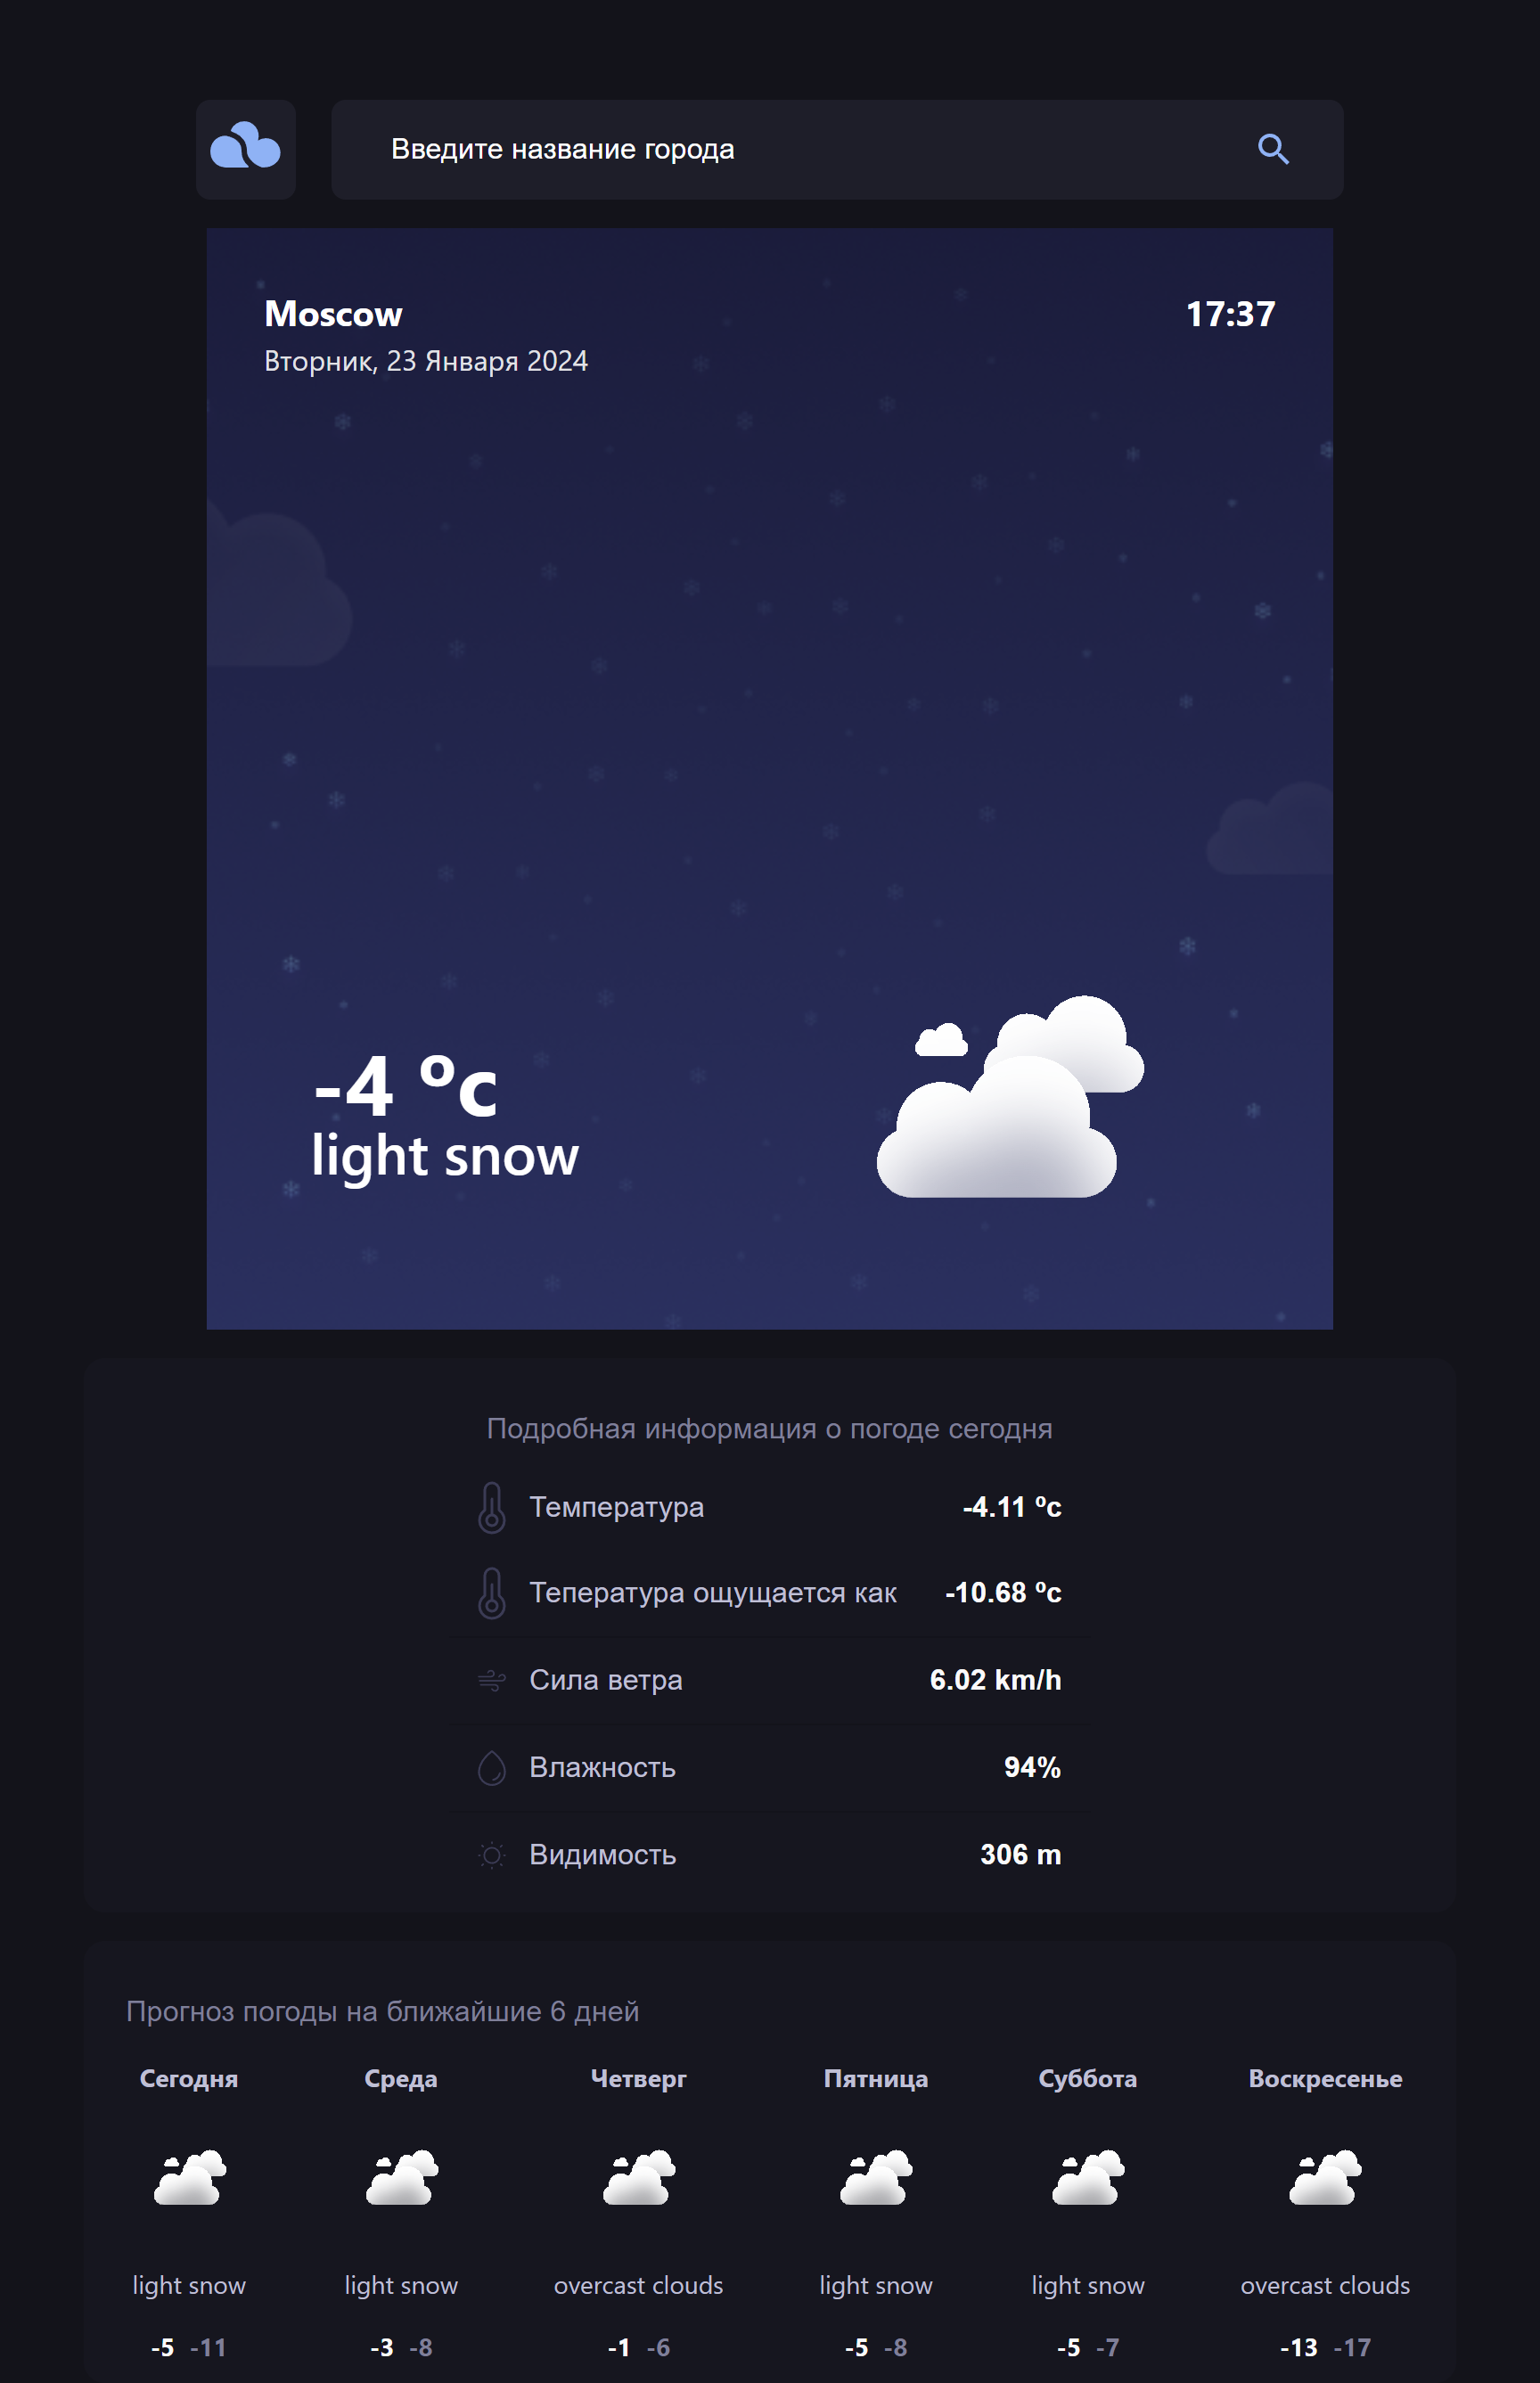 Введите название города
Moscow 17:37
Вторник, 23 Января 2024
-4 ºc
light snow
Подробная информация о погоде сегодня
Температура -4.11 ºc
Тепература ощущается как -10.68 ºc
Сила ветра 6.02 km/h
Влажность 94%
Видимость 306 m
Прогноз погоды на ближайшие 6 дней
Сегодня Среда Четверг Пятница Суббота Воскресенье
light snow light snow overcast clouds light snow light snow overcast clouds
-5 -11 -3 -8 -1 -6 -5 -8 -5 -7 -13 -17